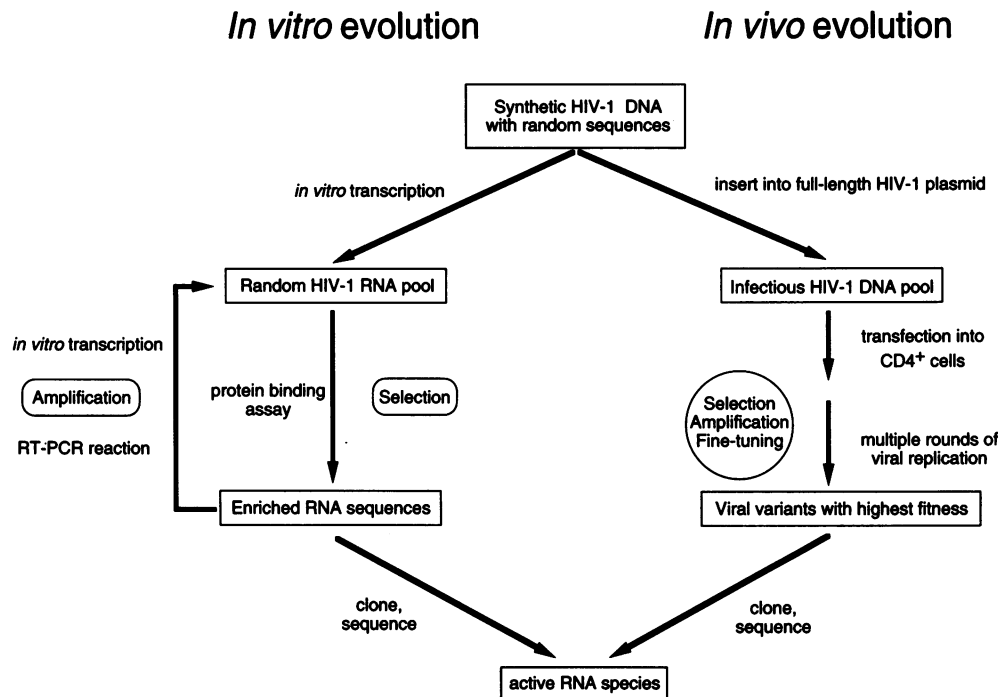 In vitro evolution
In vivo evolution
Synthetic HIV-1 DNA
with random sequences
in vitro transcription
insert into full-length HIV-1 plasmid
Random HIV-1 RNA pool
Infectious HIV-1 DNA pool
in vitro transcription
Amplification
RT-PCR reaction
protein binding
assay
Selection
transfection into
CD4+ cells
Selection
Amplification
Fine-tuning
multiple rounds of
viral replication
Enriched RNA sequences
Viral variants with highest fitness
clone,
sequence
clone,
sequence
active RNA species